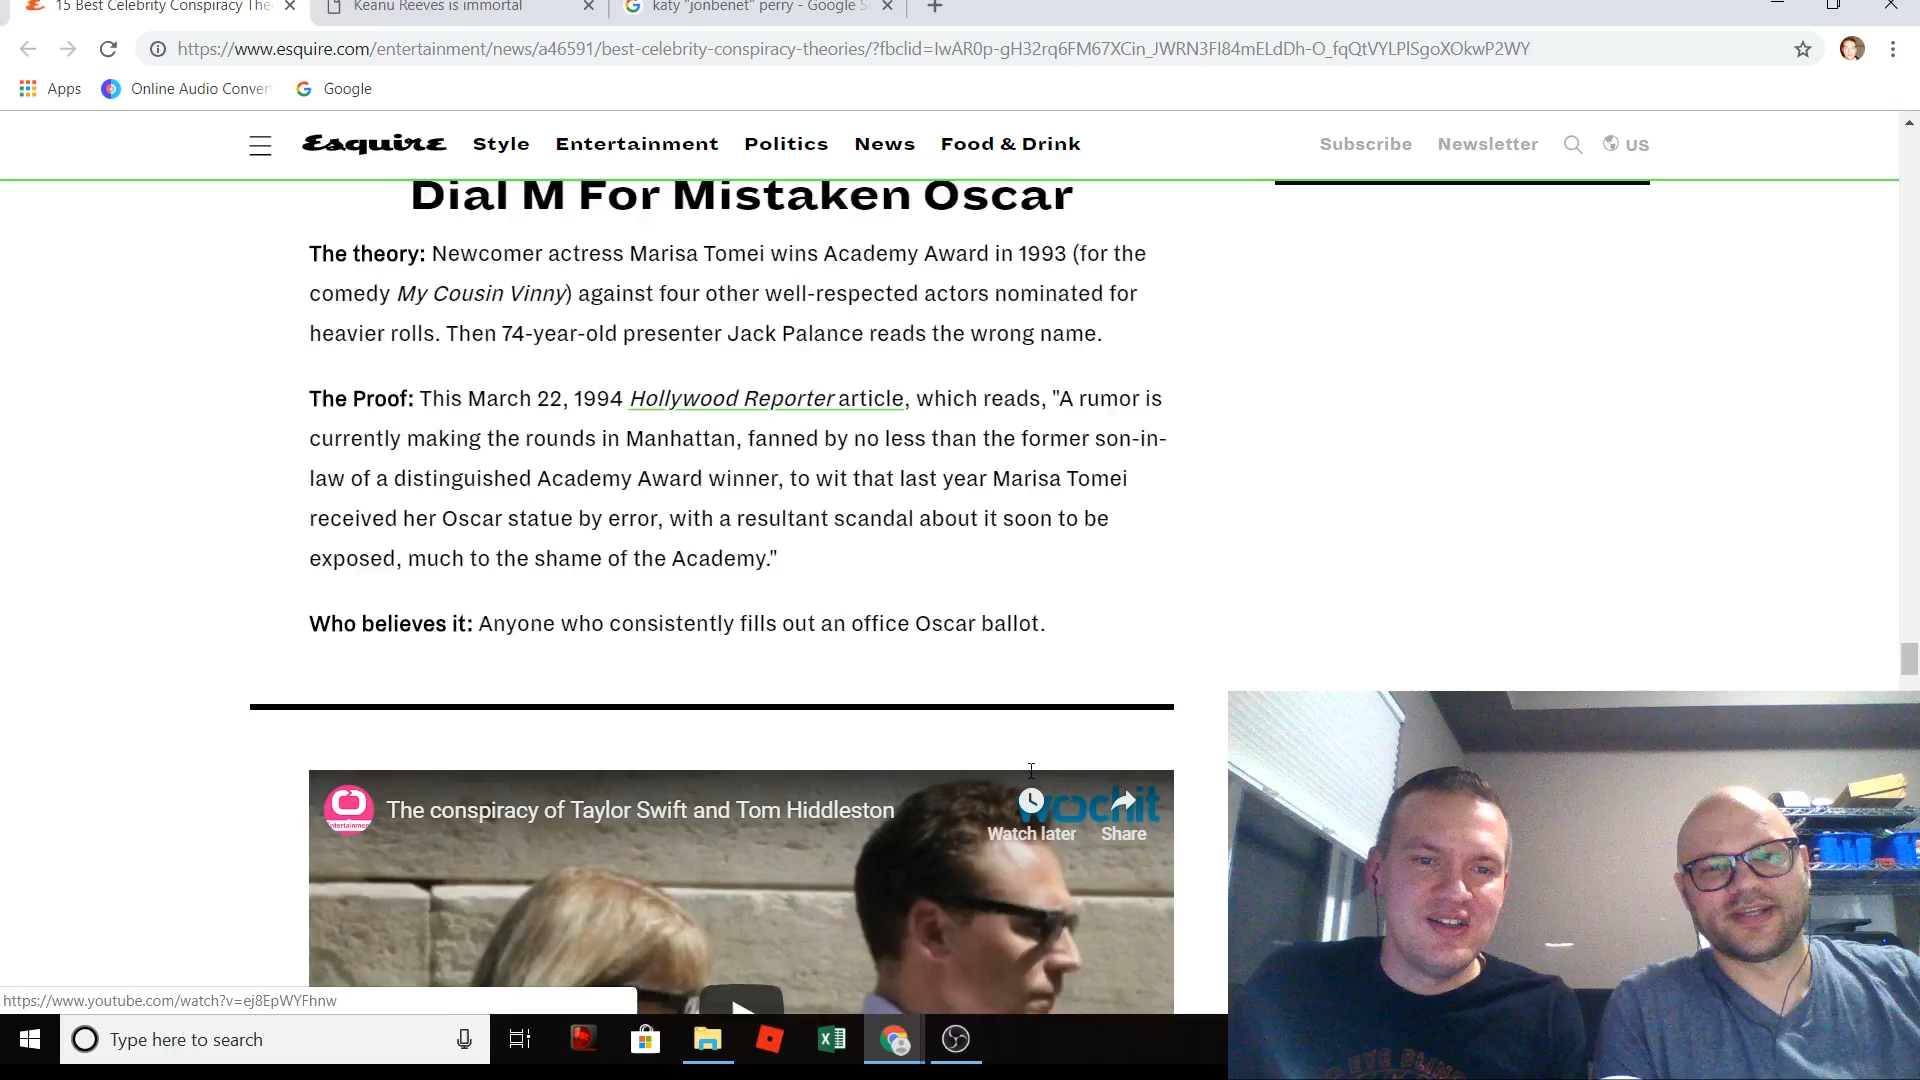 15 Best Celebrity Conspiracy The
Keanu Reeves is immortal
katy "jonbenet" perry - Google S
https://www.esquire.com/entertainment/news/a46591/best-celebrity-conspiracy-theories/?fbclid=IwAR0p-gH32rq6FM67XCin_JWRN3FI84mELdDh-O_fqQtVYLPlSgoXOkwP2WY
Apps
Online Audio Conver
Google
Esquire
Style
Entertainment
Politics
News
Food & Drink
Subscribe
Newsletter
US
Dial M For Mistaken Oscar
The theory: Newcomer actress Marisa Tomei wins Academy Award in 1993 (for the
comedy My Cousin Vinny) against four other well-respected actors nominated for
heavier rolls. Then 74-year-old presenter Jack Palance reads the wrong name.
The Proof: This March 22, 1994 Hollywood Reporter article, which reads, "A rumor is
currently making the rounds in Manhattan, fanned by no less than the former son-in-
law of a distinguished Academy Award winner, to wit that last year Marisa Tomei
received her Oscar statue by error, with a resultant scandal about it soon to be
exposed, much to the shame of the Academy."
Who believes it: Anyone who consistently fills out an office Oscar ballot.
The conspiracy of Taylor Swift and Tom Hiddleston
wochit
Entertainment
Watch later
Share
https://www.youtube.com/watch?v=ej8EpWYFhnw
Type here to search